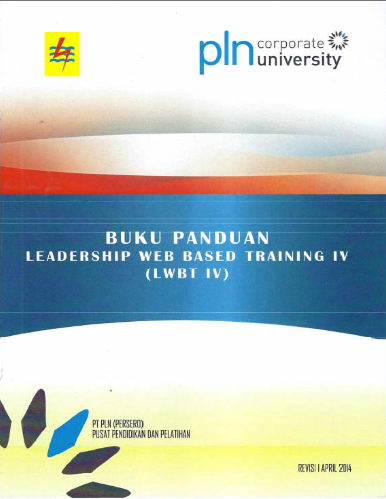 pln corporate
university
BUKU PANDUAN
LEADERSHIP WEB BASED TRAINING IV
(LWBT IV)
PT PLN (PERSERO)
PUSAT PENDIDIKAN DAN PELATIHAN
REVISI I APRIL 2014